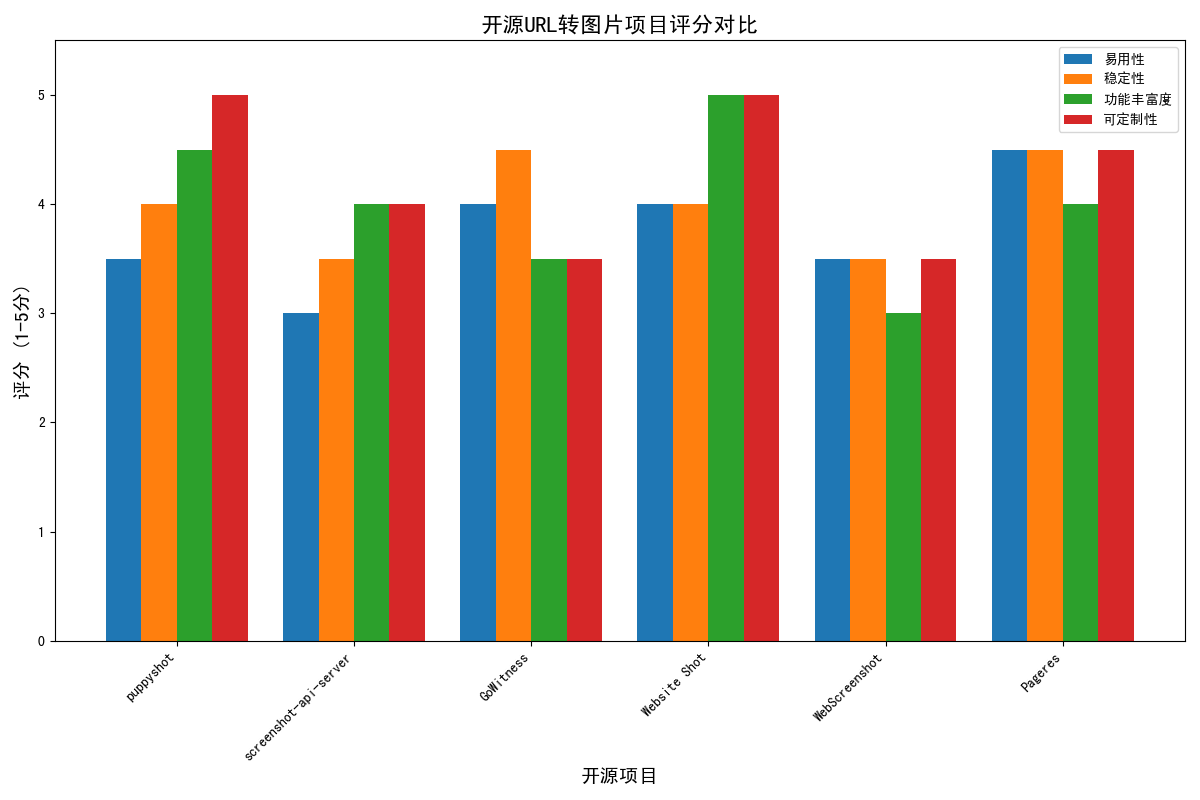 开源URL转图片项目评分对比
易用性
稳定性
功能丰富度
可定制性
评分 (1-5分)
5
4
3
2
1
0
puppyshot
screenshot-api-server
GoWitness
Website Shot
WebScreenshot
Pageres
开源项目